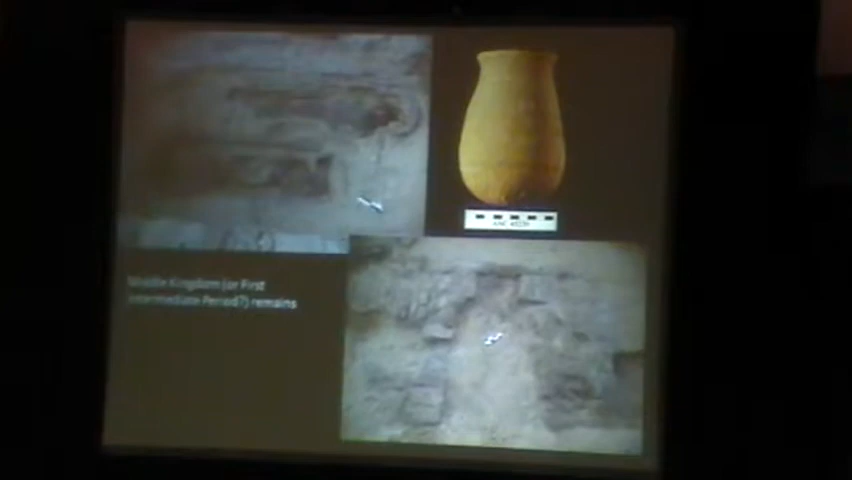 Middle Kingdom (or First
Intermediate Period?) remains